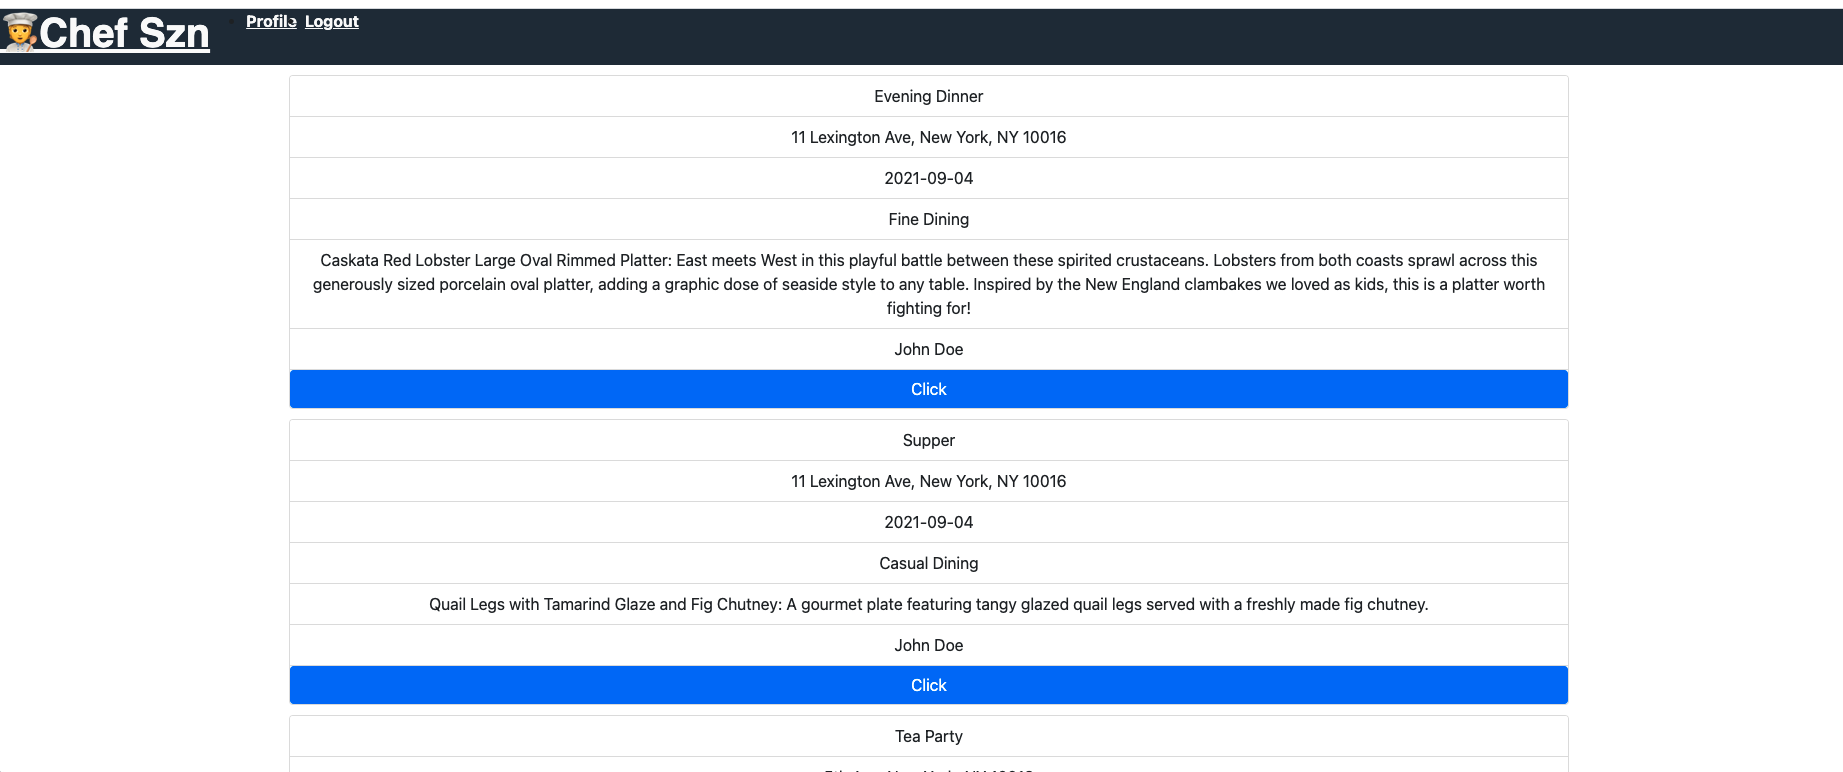 Chef Szn
Profile Logout
Evening Dinner
11 Lexington Ave, New York, NY 10016
2021-09-04
Fine Dining
Caskata Red Lobster Large Oval Rimmed Platter: East meets West in this playful battle between these spirited crustaceans. Lobsters from both coasts sprawl across this
generously sized porcelain oval platter, adding a graphic dose of seaside style to any table. Inspired by the New England clambakes we loved as kids, this is a platter worth
fighting for!
John Doe
Click
Supper
11 Lexington Ave, New York, NY 10016
2021-09-04
Casual Dining
Quail Legs with Tamarind Glaze and Fig Chutney: A gourmet plate featuring tangy glazed quail legs served with a freshly made fig chutney.
John Doe
Click
Tea Party